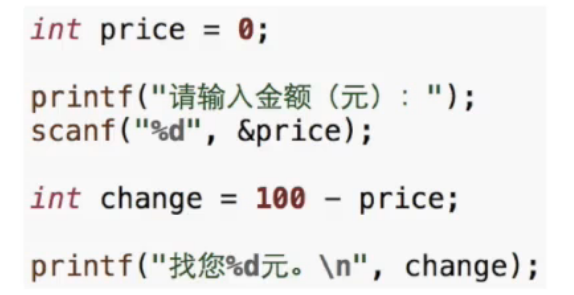 int price = 0;
printf("请输入金额（元）：");
scanf("%d", &price);
int change = 100 - price;
printf("找您%d元。\n", change);